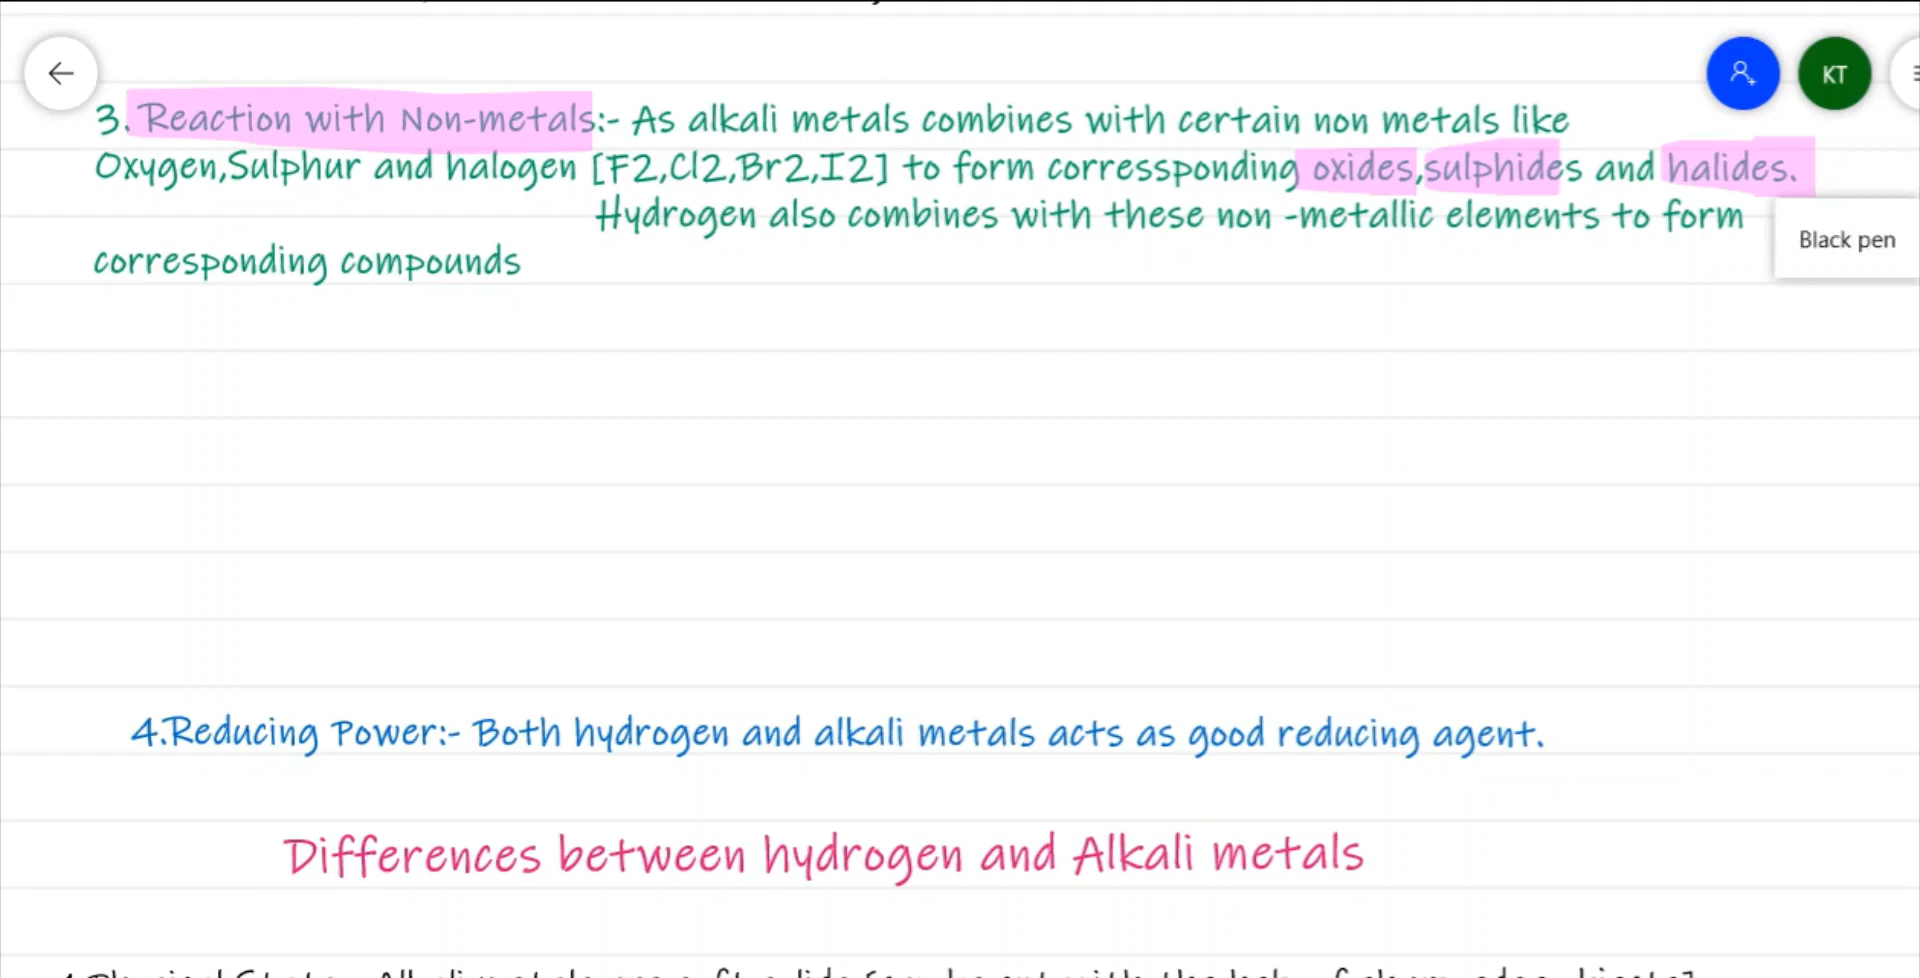 KT
3. Reaction with Non-metals:- As alkali metals combines with certain non metals like
Oxygen,Sulphur and halogen [F2,Cl2,Br2,I2] to form corressponding oxides,sulphides and halides.
Hydrogen also combines with these non -metallic elements to form
Black pen
corresponding compounds
4.Reducing Power:- Both hydrogen and alkali metals acts as good reducing agent.
Differences between hydrogen and Alkali metals